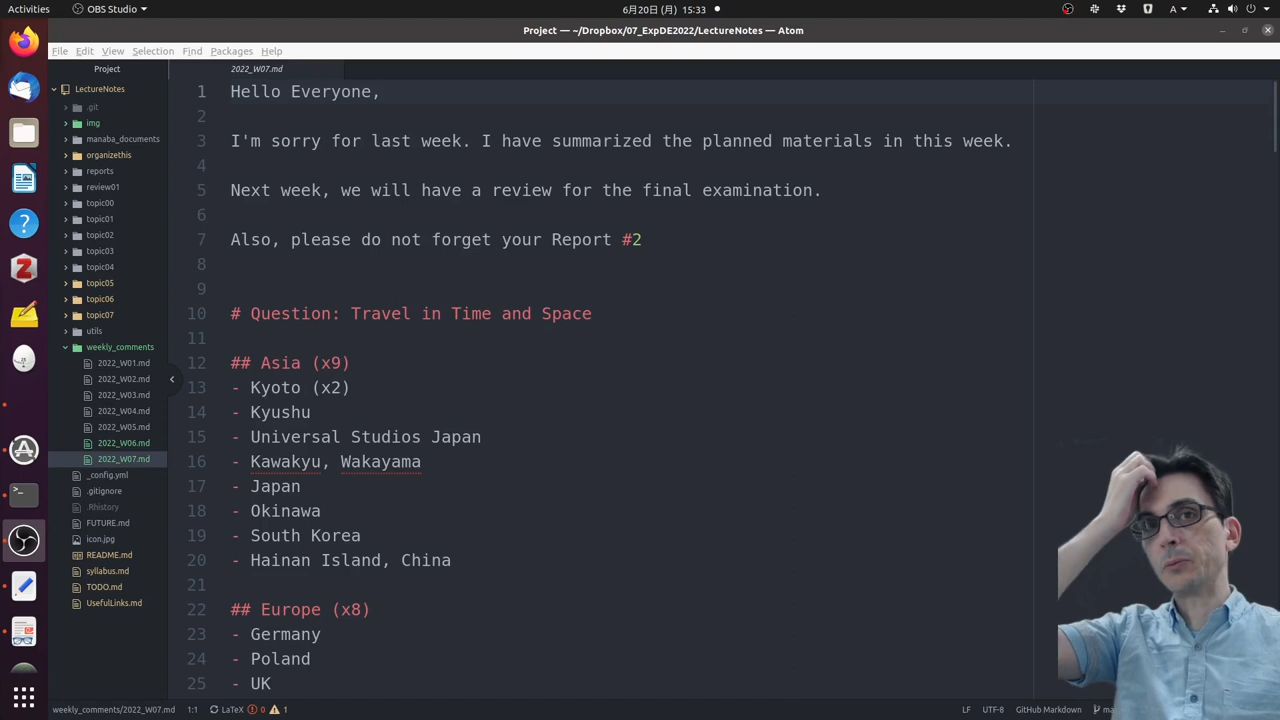 Activities
OBS Studio
6月20日 (月) 15:33
A
Project — ~/Dropbox/07_ExpDE2022/LectureNotes — Atom
File Edit View Selection Find Packages Help
Project
2022_W07.md
LectureNotes
.git
img
manaba_documents
organizethis
reports
review01
topic00
topic01
topic02
topic03
topic04
topic05
topic06
topic07
utils
weekly_comments
2022_W01.md
2022_W02.md
2022_W03.md
2022_W04.md
2022_W05.md
2022_W06.md
2022_W07.md
_config.yml
.gitignore
.Rhistory
FUTURE.md
icon.jpg
README.md
syllabus.md
TODO.md
UsefulLinks.md
1 Hello Everyone,
2
3 I'm sorry for last week. I have summarized the planned materials in this week.
4
5 Next week, we will have a review for the final examination.
6
7 Also, please do not forget your Report #2
8
9
10 # Question: Travel in Time and Space
11
12 ## Asia (x9)
13 - Kyoto (x2)
14 - Kyushu
15 - Universal Studios Japan
16 - Kawakyu, Wakayama
17 - Japan
18 - Okinawa
19 - South Korea
20 - Hainan Island, China
21
22 ## Europe (x8)
23 - Germany
24 - Poland
25 - UK
weekly_comments/2022_W07.md 1:1 LaTeX 0 1 LF UTF-8 GitHub Markdown